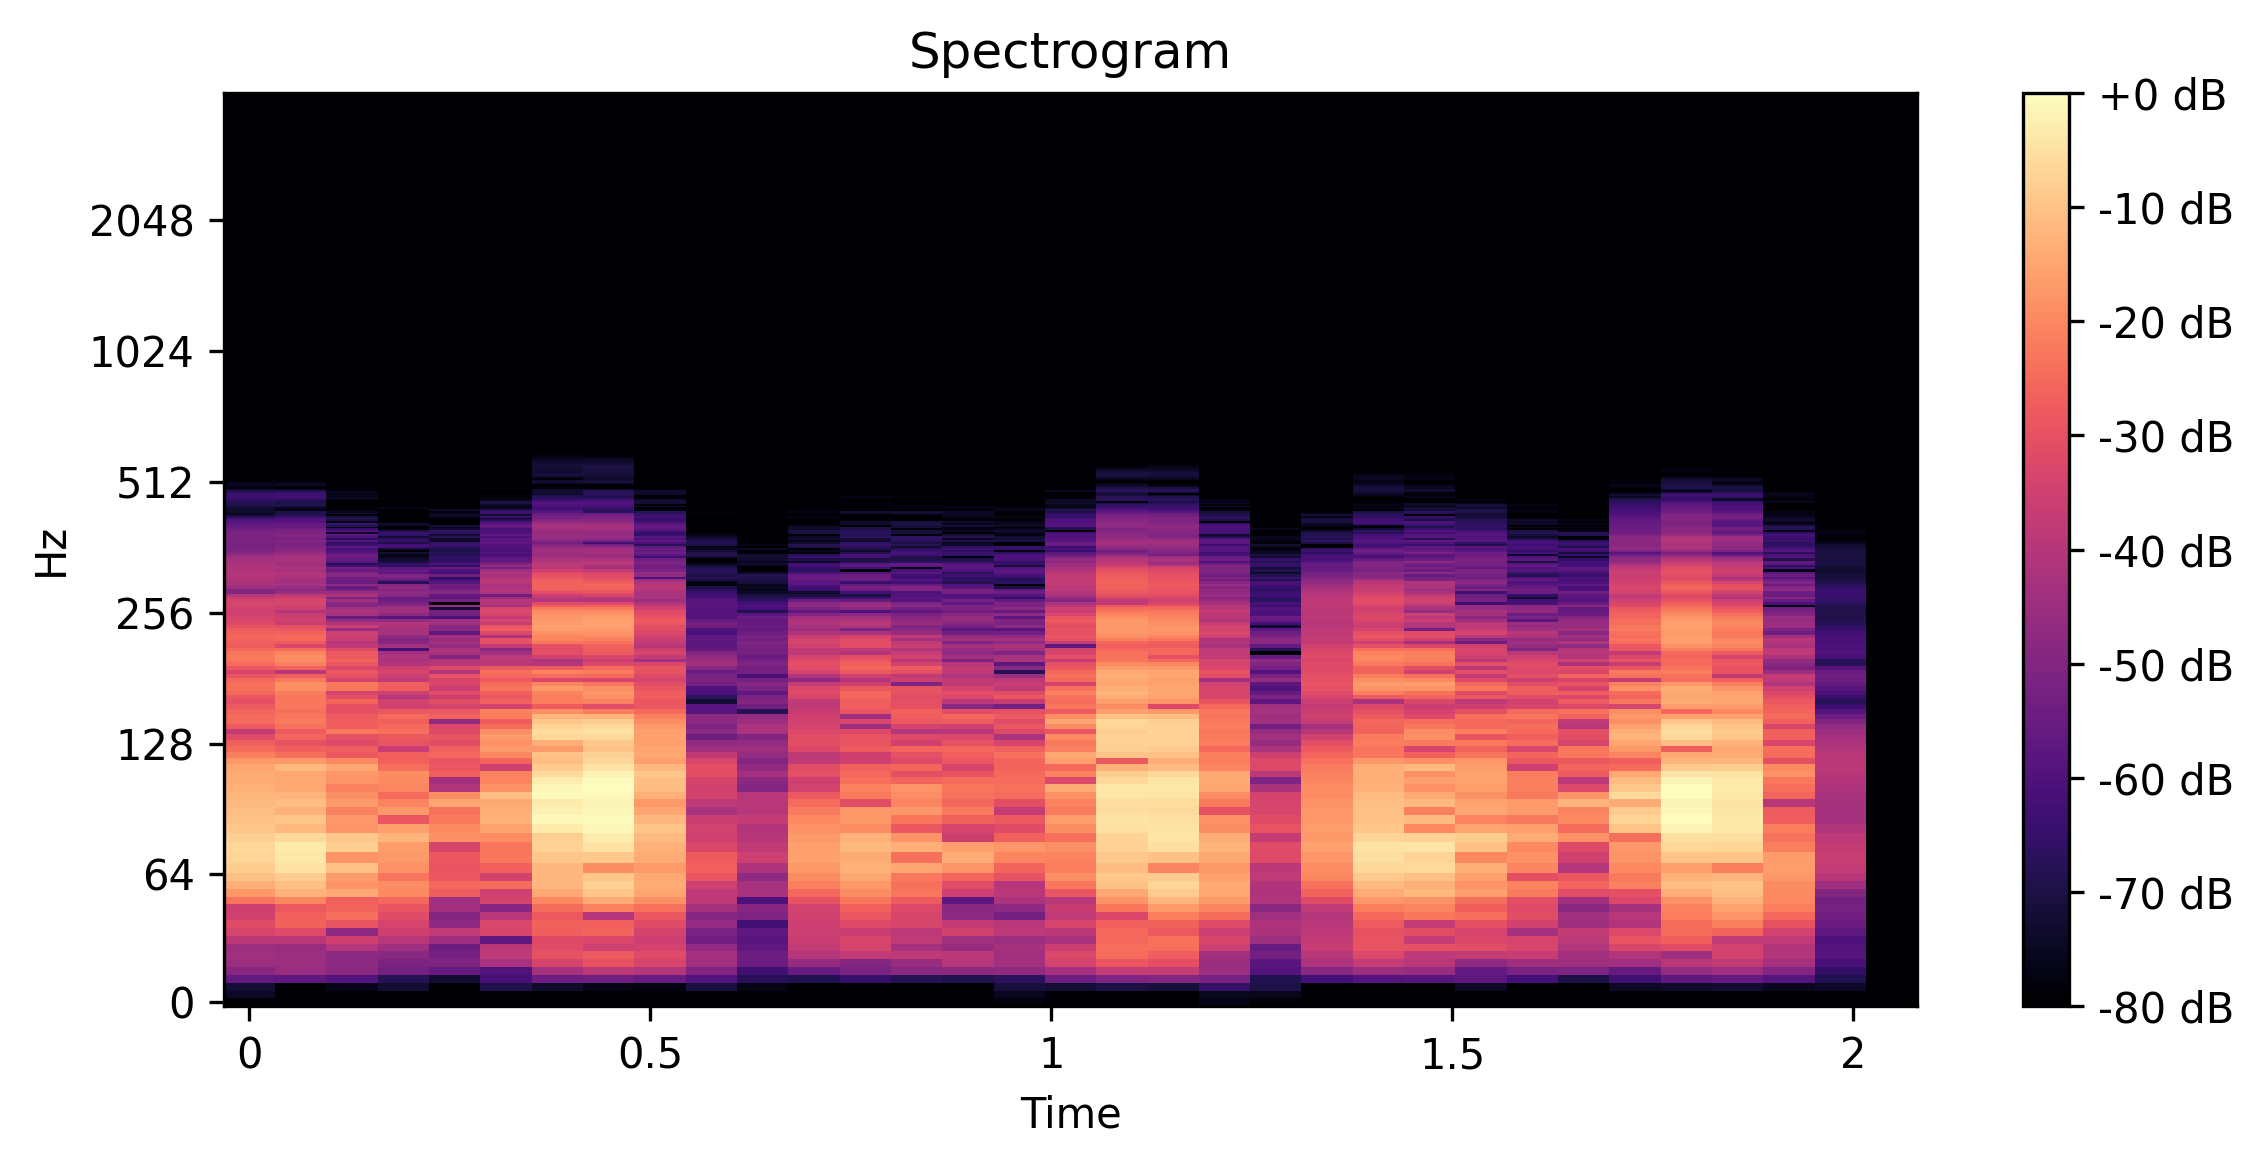 Spectrogram
Hz
2048
1024
512
256
128
64
0
0 0.5 1 1.5 2
Time
+0 dB
-10 dB
-20 dB
-30 dB
-40 dB
-50 dB
-60 dB
-70 dB
-80 dB